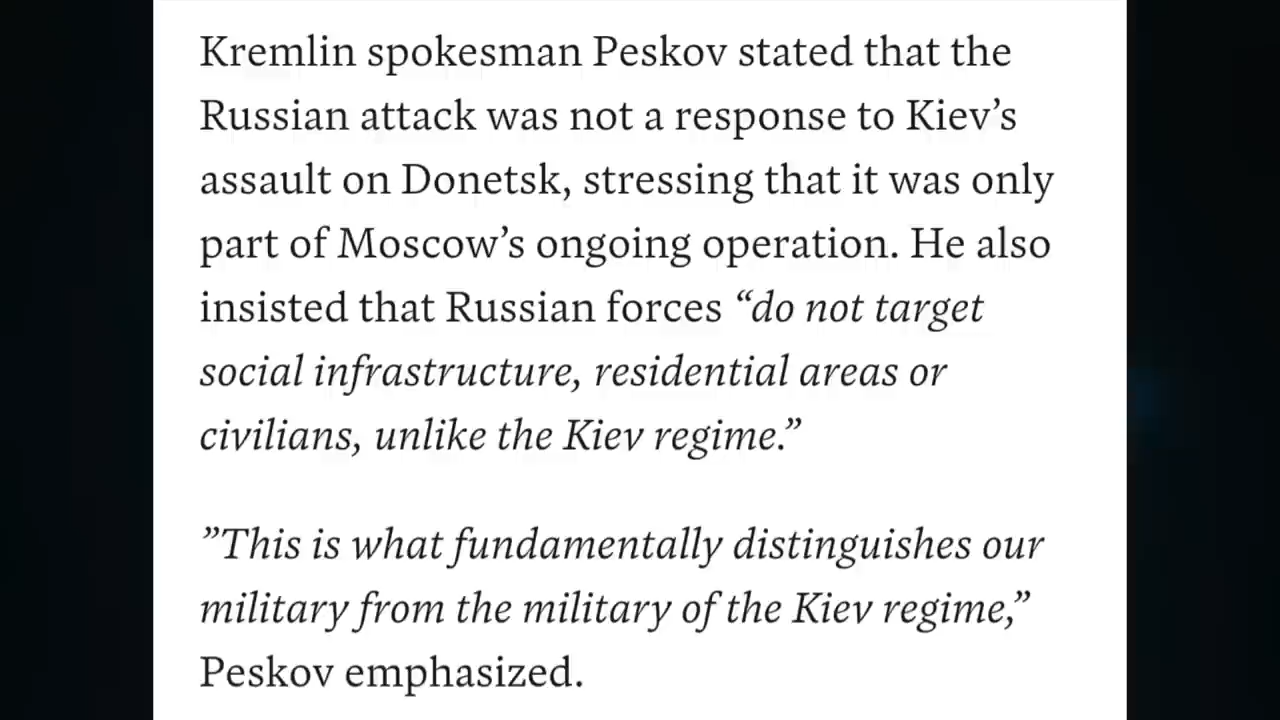 Kremlin spokesman Peskov stated that the
Russian attack was not a response to Kiev’s
assault on Donetsk, stressing that it was only
part of Moscow’s ongoing operation. He also
insisted that Russian forces “do not target
social infrastructure, residential areas or
civilians, unlike the Kiev regime.”
”This is what fundamentally distinguishes our
military from the military of the Kiev regime,”
Peskov emphasized.